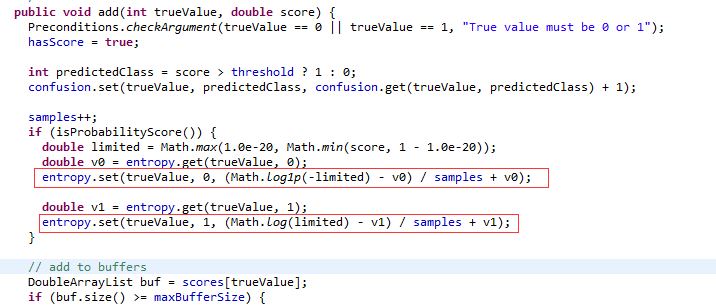 public void add(int trueValue, double score) {
Preconditions.checkArgument(trueValue == 0 || trueValue == 1, "True value must be 0 or 1");
hasScore = true;
int predictedClass = score > threshold ? 1 : 0;
confusion.set(trueValue, predictedClass, confusion.get(trueValue, predictedClass) + 1);
samples++;
if (isProbabilityScore()) {
double limited = Math.max(1.0e-20, Math.min(score, 1 - 1.0e-20));
double v0 = entropy.get(trueValue, 0);
entropy.set(trueValue, 0, (Math.log1p(-limited) - v0) / samples + v0);
double v1 = entropy.get(trueValue, 1);
entropy.set(trueValue, 1, (Math.log(limited) - v1) / samples + v1);
}
// add to buffers
DoubleArrayList buf = scores[trueValue];
if (buf.size() >= maxBufferSize) {